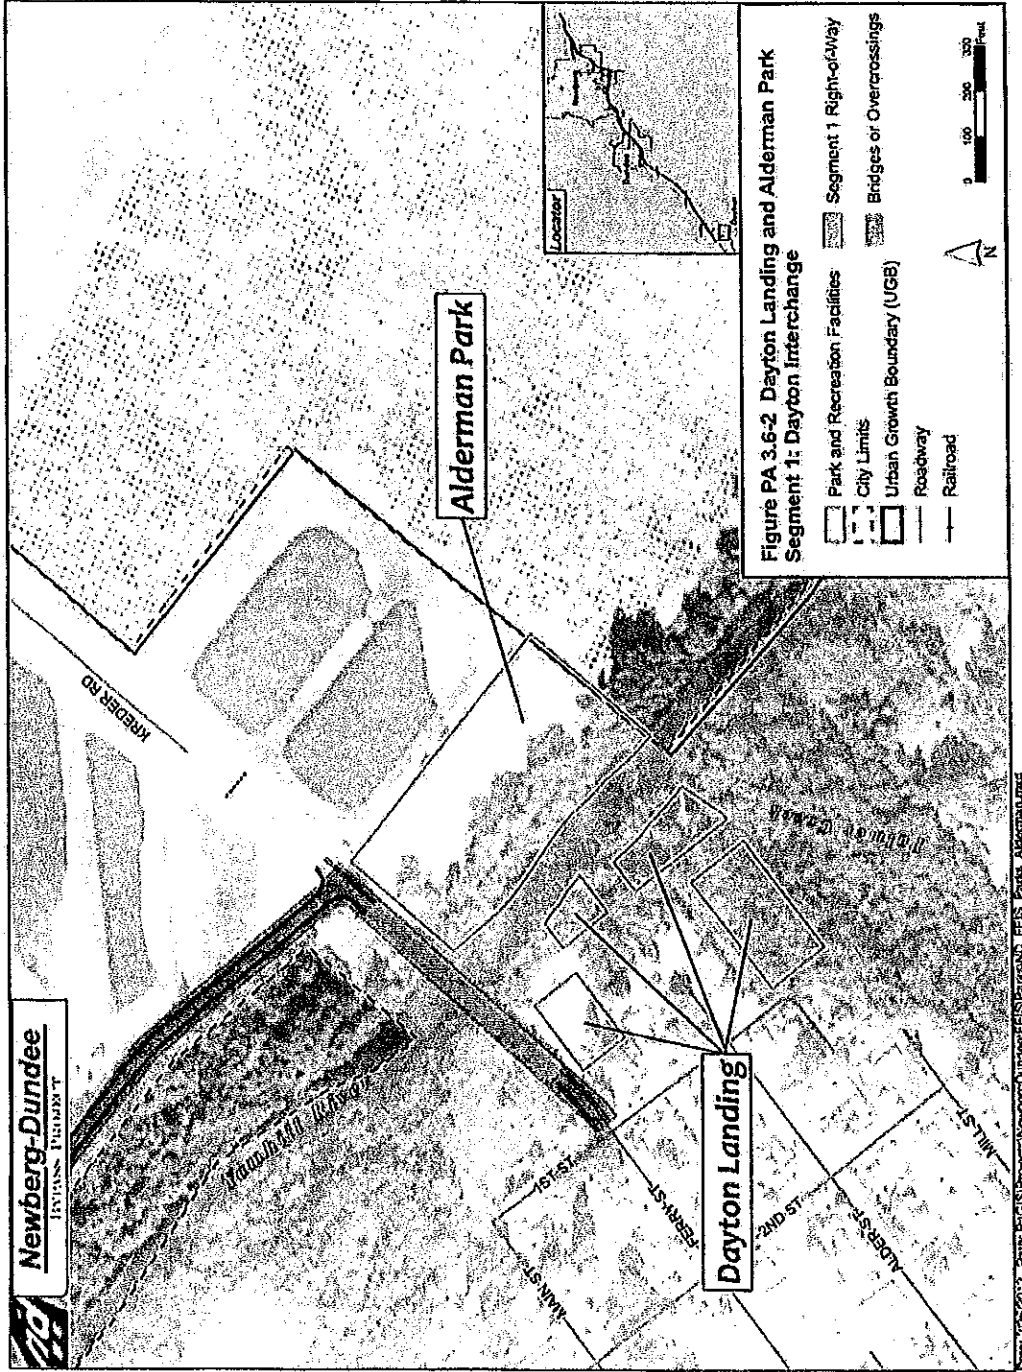 Newberg-Dundee
KREDER RD
Alderman Park
Yamhill River
1ST ST
MAIN ST
FERRY ST
2ND ST
ALDER ST
MILL ST
Palmer Creek
Dayton Landing
Locator
Figure PA 3.6-2 Dayton Landing and Alderman Park
Segment 1: Dayton Interchange
Park and Recreation Facilities
City Limits
Urban Growth Boundary (UGB)
Roadway
Railroad
Segment 1 Right-of-Way
Bridges or Overcrossings
N
0 100 200 300
Feet